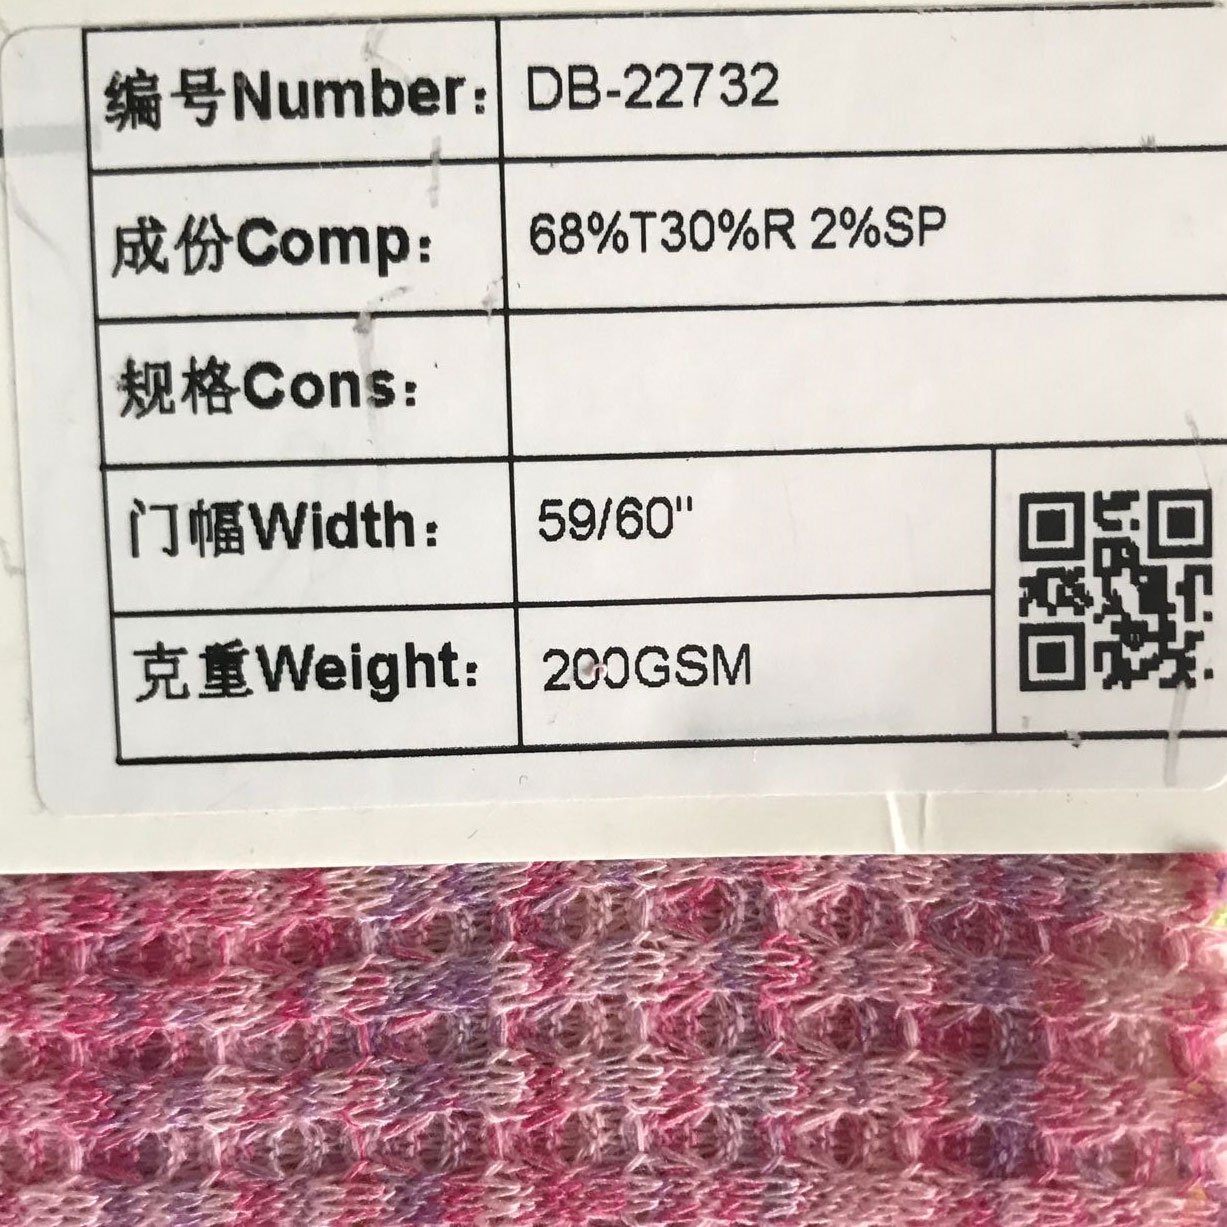 编号Number: DB-22732
成份Comp: 68%T30%R 2%SP
规格Cons:
门幅Width: 59/60"
克重Weight: 200GSM